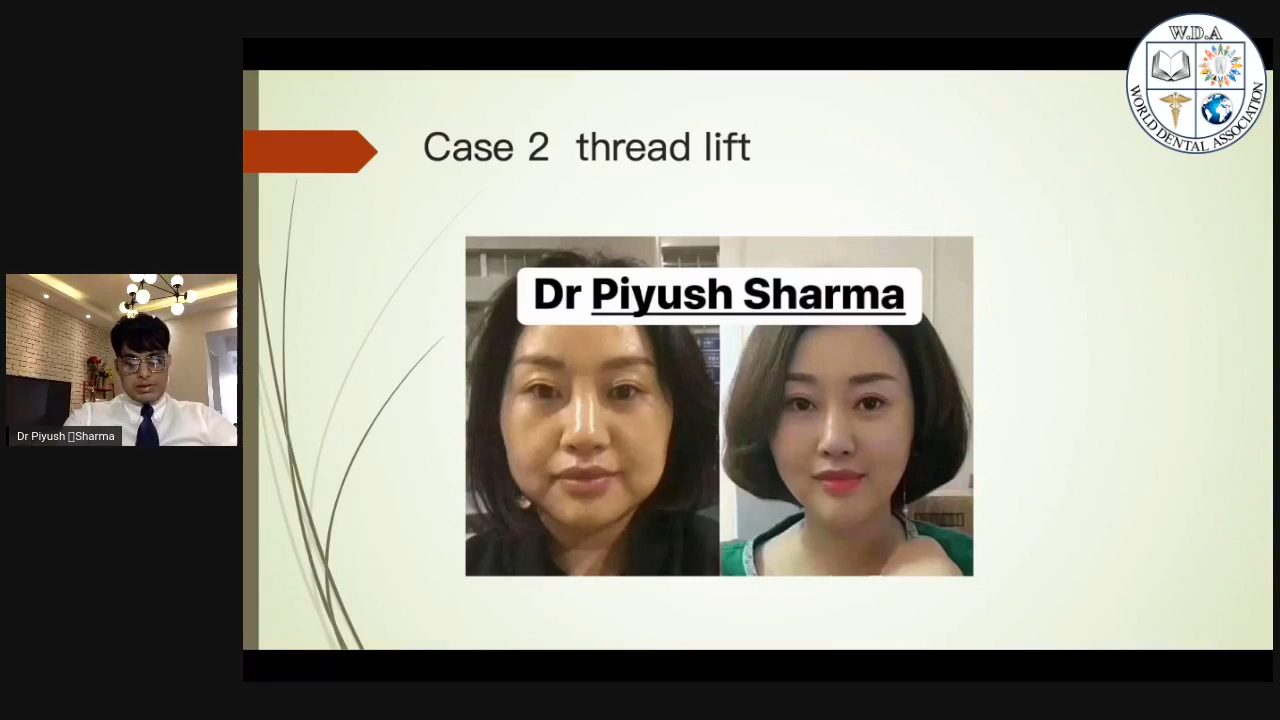 W.D.A
WORLD DENTAL ASSOCIATION
Case 2 thread lift
Dr Piyush Sharma
Dr Piyush ▯Sharma